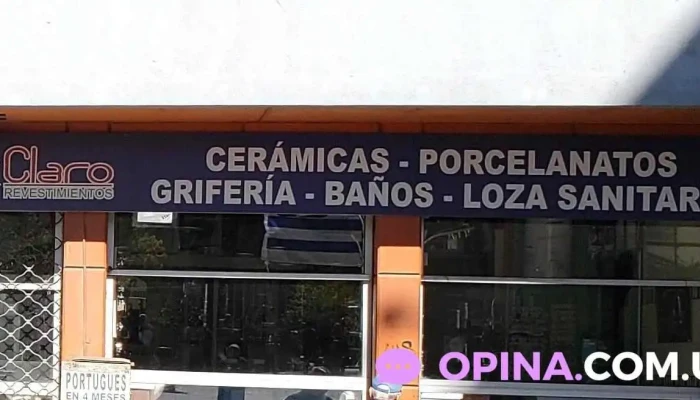 Claro
REVESTIMIENTOS
CERÁMICAS - PORCELANATOS
GRIFERÍA - BAÑOS - LOZA SANITAR
PORTUGUES
EN 4 MESES
OPINA.COM.U